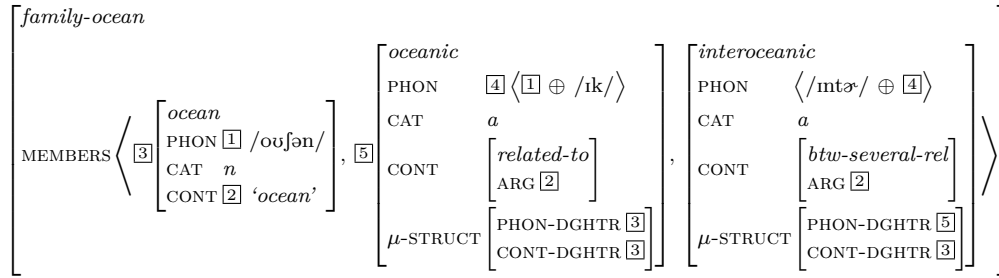 family-ocean
oceanic interoceanic
ocean PHON 4 ⟨1 ⊕ /ɪk/⟩ PHON ⟨/ɪntɚ/ ⊕ 4⟩
PHON 1 /oʊʃən/ CAT a CAT a
MEMBERS ⟨ 3 , 5 , ⟩
CAT n CONT related-to CONT btw-several-rel
CONT 2 ‘ocean’ ARG 2 ARG 2
μ-STRUCT PHON-DGHTR 3 μ-STRUCT PHON-DGHTR 5
CONT-DGHTR 3 CONT-DGHTR 3